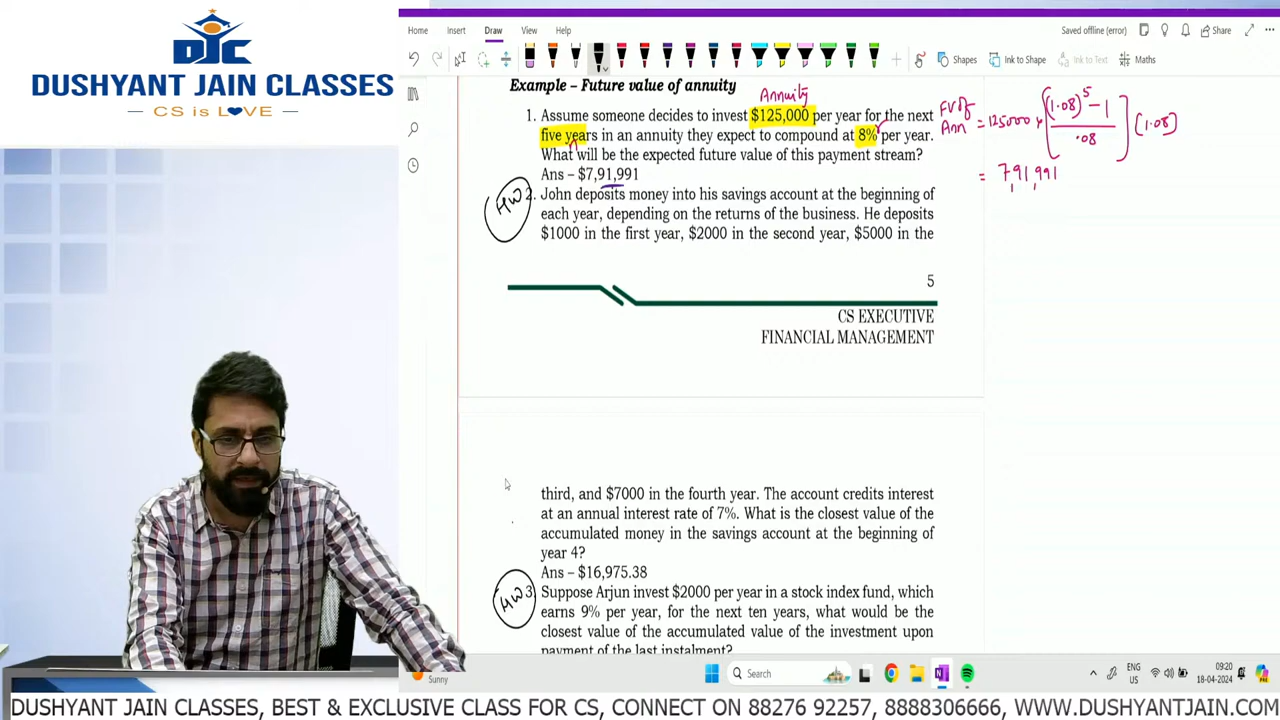 DJC
DUSHYANT JAIN CLASSES
CS is L VE
Home Insert Draw View Help
Saved offline (error)
Share
Shapes
Ink to Shape
Ink to Text
Maths
Example – Future value of annuity
Annuity
1. Assume someone decides to invest $125,000 per year for the next
five years in an annuity they expect to compound at 8% per year.
What will be the expected future value of this payment stream?
Ans – $7,91,991
FV of
Ann = 125000 × [(1.08)^5 – 1 / .08] (1.08)
= 7,91,991
HW
2. John deposits money into his savings account at the beginning of
each year, depending on the returns of the business. He deposits
$1000 in the first year, $2000 in the second year, $5000 in the
5
CS EXECUTIVE
FINANCIAL MANAGEMENT
third, and $7000 in the fourth year. The account credits interest
at an annual interest rate of 7%. What is the closest value of the
accumulated money in the savings account at the beginning of
year 4?
Ans – $16,975.38
HW
3. Suppose Arjun invest $2000 per year in a stock index fund, which
earns 9% per year, for the next ten years, what would be the
closest value of the accumulated value of the investment upon
payment of the last instalment?
Sunny
Search
ENG
US
09:20
18-04-2024
DUSHYANT JAIN CLASSES, BEST & EXCLUSIVE CLASS FOR CS, CONNECT ON 88276 92257, 8888306666, WWW.DUSHYANTJAIN.COM